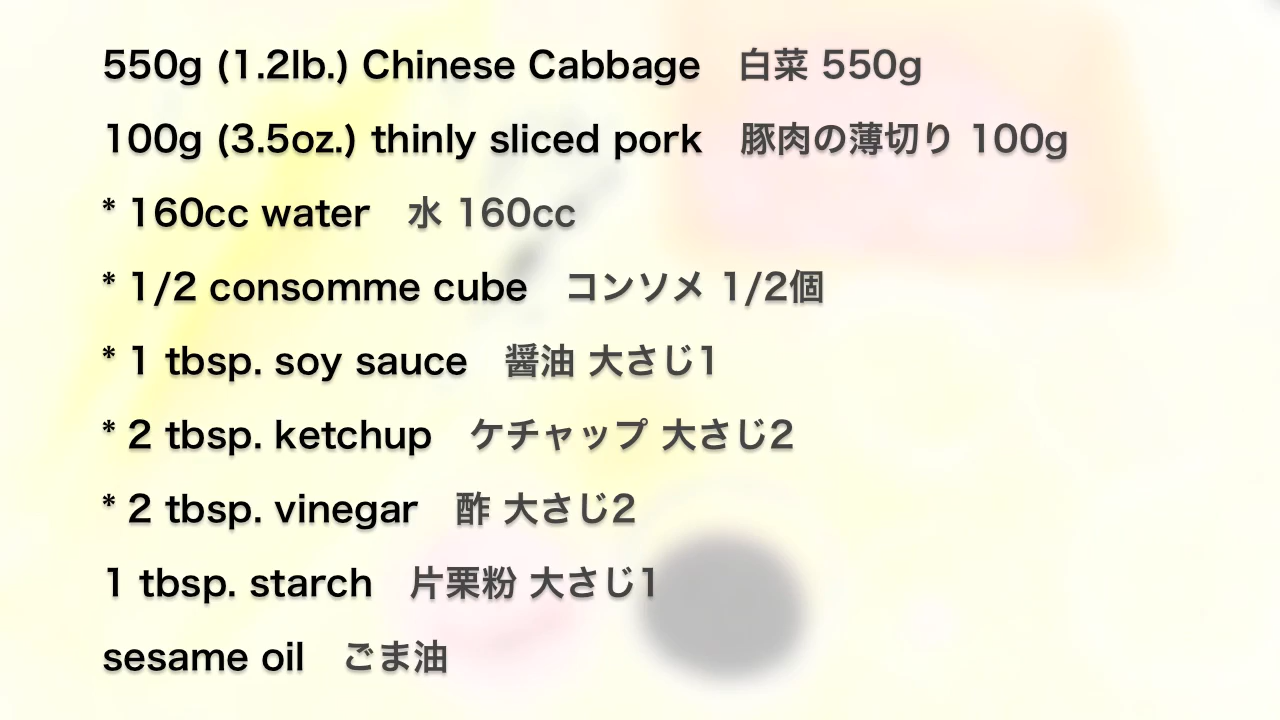 550g (1.2lb.) Chinese Cabbage　白菜 550g
100g (3.5oz.) thinly sliced pork　豚肉の薄切り 100g
* 160cc water　水 160cc
* 1/2 consomme cube　コンソメ 1/2個
* 1 tbsp. soy sauce　醤油 大さじ1
* 2 tbsp. ketchup　ケチャップ 大さじ2
* 2 tbsp. vinegar　酢 大さじ2
1 tbsp. starch　片栗粉 大さじ1
sesame oil　ごま油